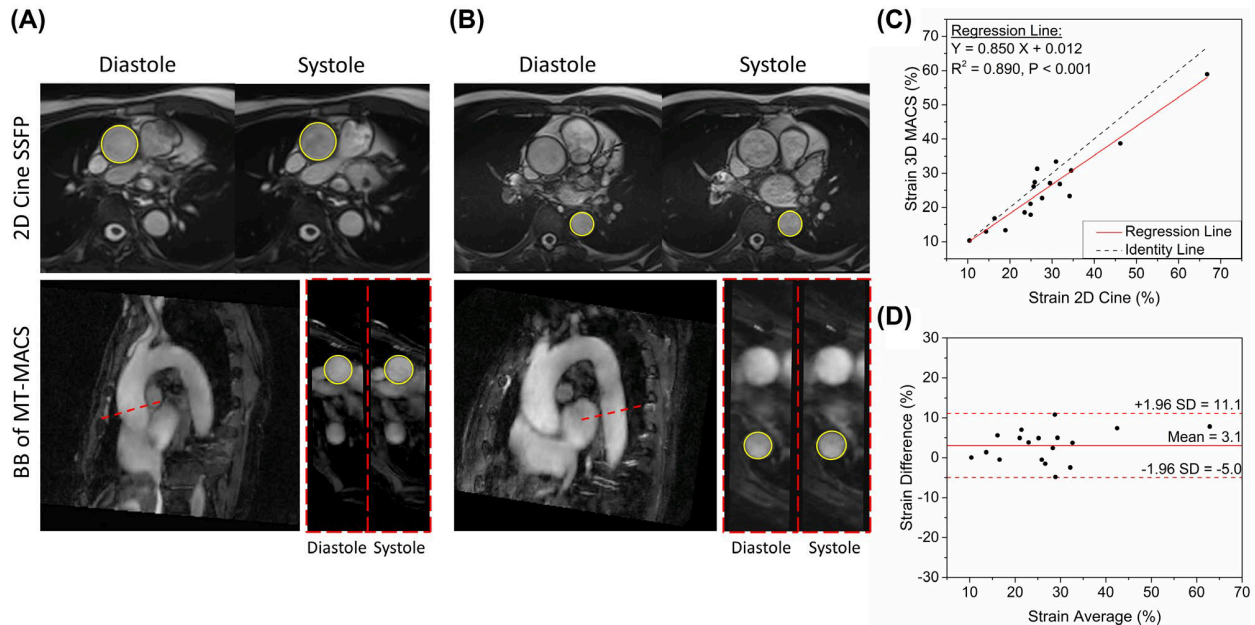 (A)
Diastole
Systole
2D Cine SSFP
BB of MT-MACS
Diastole
Systole
(B)
Diastole
Systole
Diastole
Systole
(C)
Strain 3D MACS (%)
70
60
50
40
30
20
10
Regression Line:
Y = 0.850 X + 0.012
R² = 0.890, P < 0.001
Regression Line
Identity Line
10 20 30 40 50 60 70
Strain 2D Cine (%)
(D)
Strain Difference (%)
30
20
10
0
-10
-20
-30
+1.96 SD = 11.1
Mean = 3.1
-1.96 SD = -5.0
10 20 30 40 50 60 70
Strain Average (%)